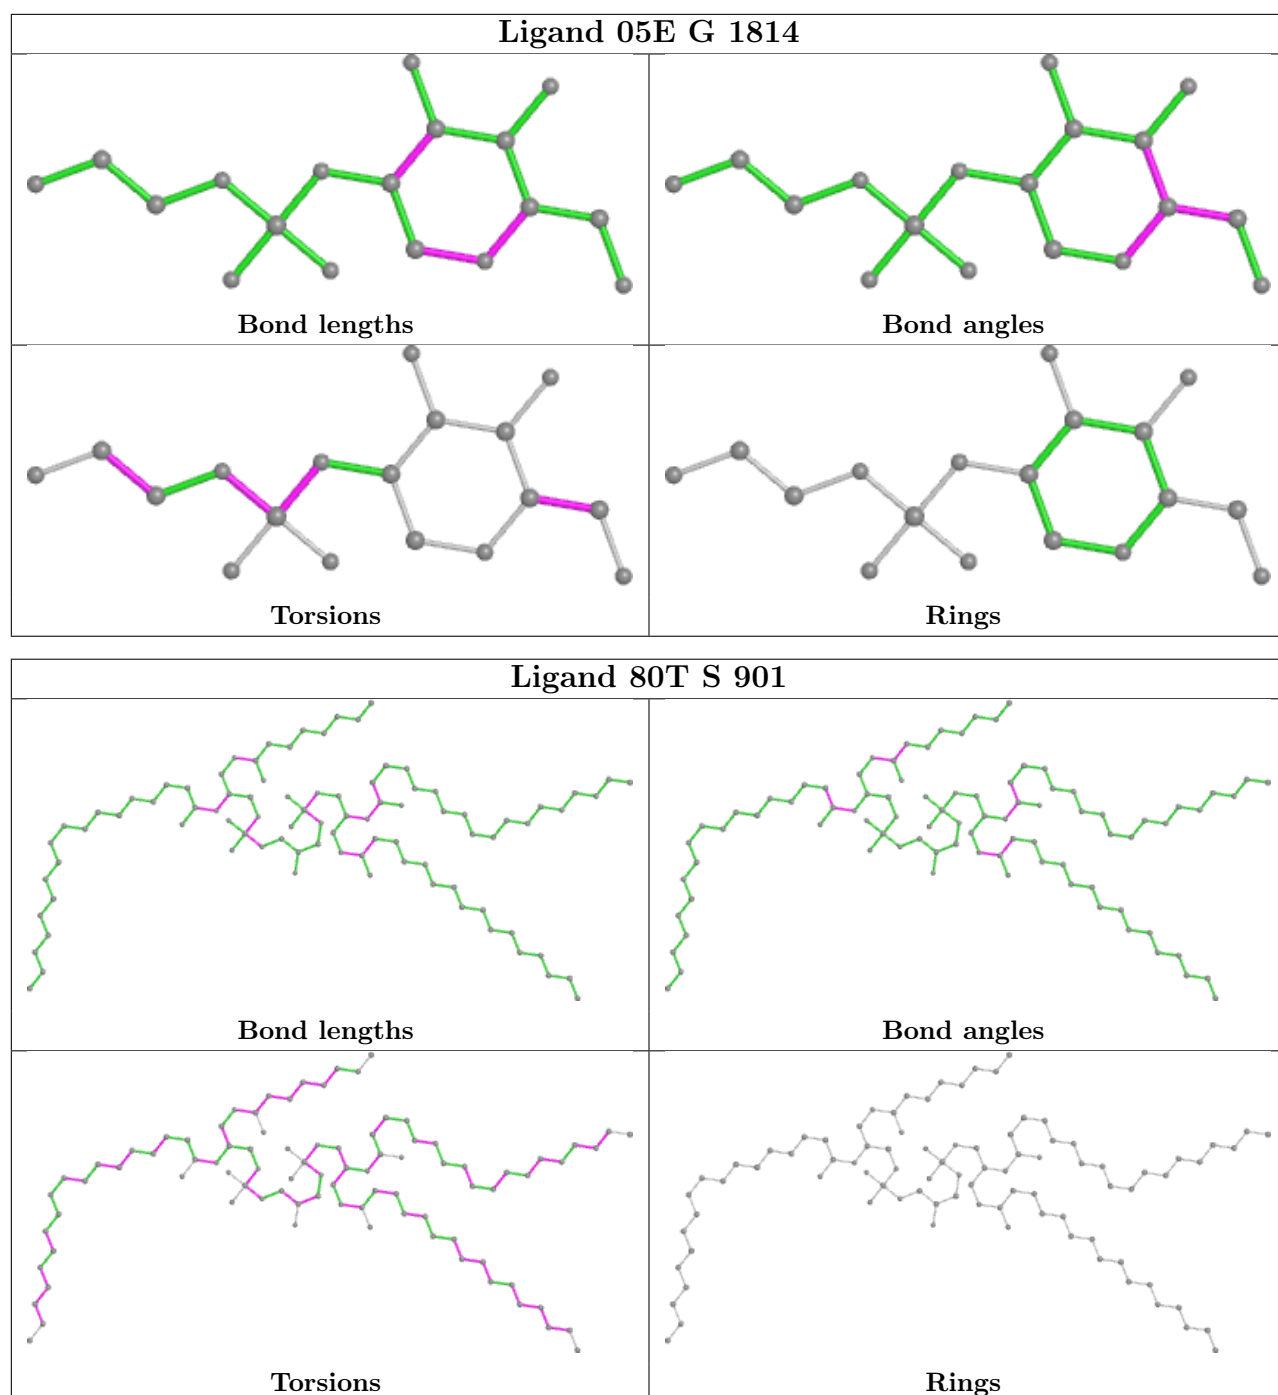 Ligand 05E G 1814
Bond lengths
Bond angles
Torsions
Rings
Ligand 80T S 901
Bond lengths
Bond angles
Torsions
Rings